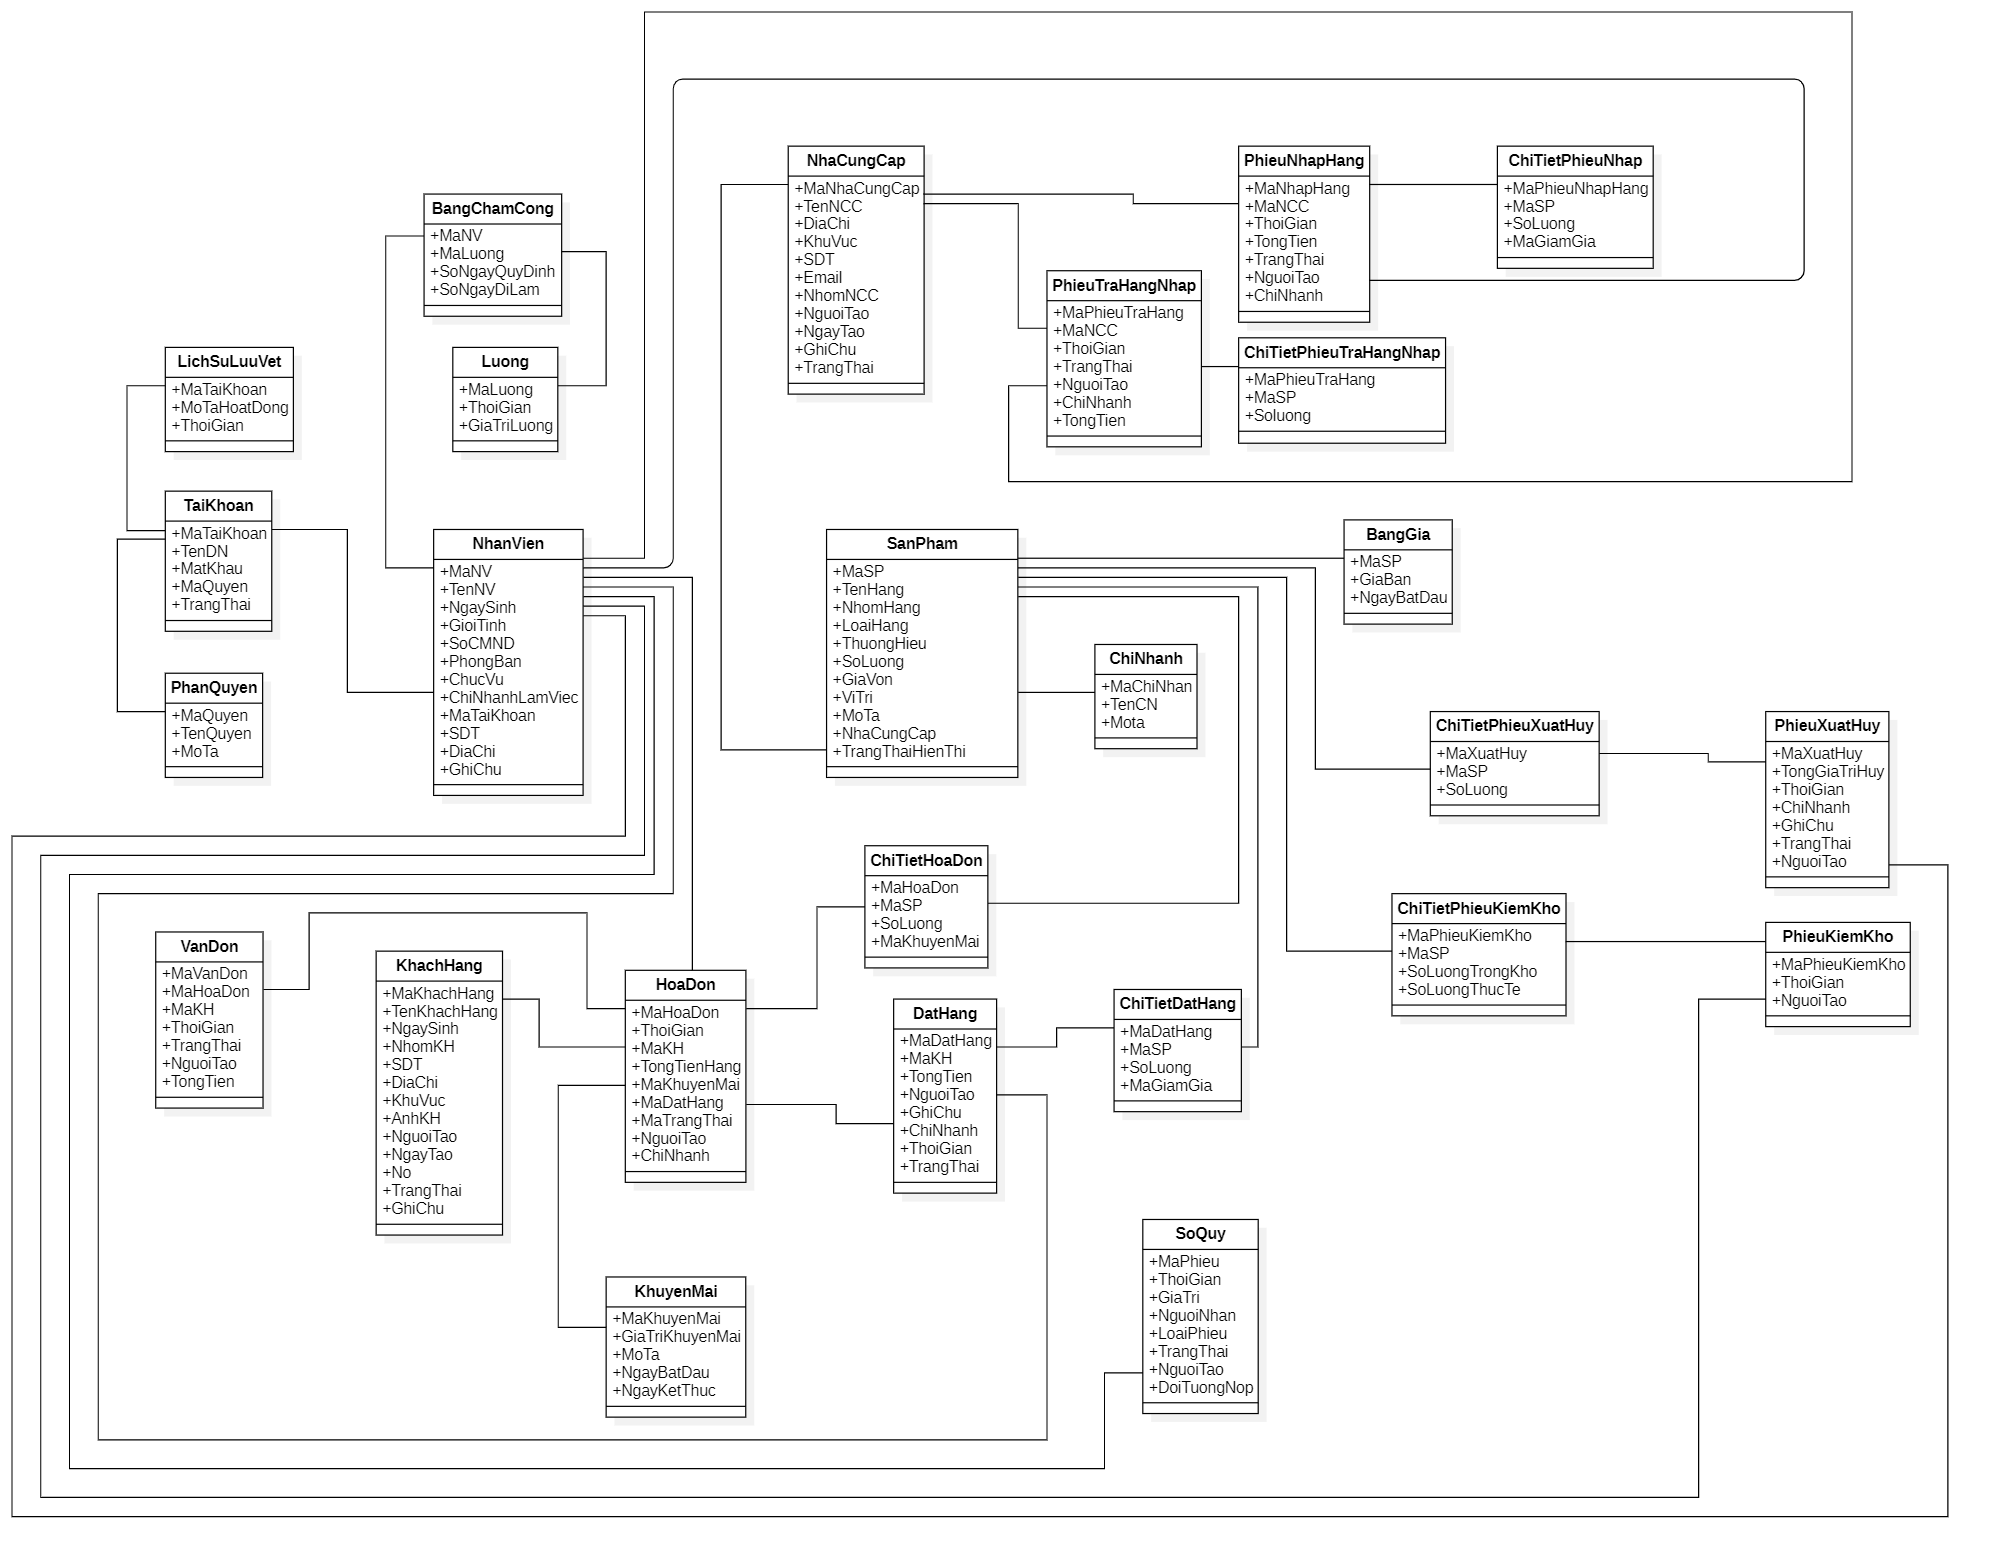 NhaCungCap
+MaNhaCungCap
+TenNCC
+DiaChi
+KhuVuc
+SDT
+Email
+NhomNCC
+NguoiTao
+NgayTao
+GhiChu
+TrangThai
PhieuNhapHang
+MaNhapHang
+MaNCC
+ThoiGian
+TongTien
+TrangThai
+NguoiTao
+ChiNhanh
ChiTietPhieuNhap
+MaPhieuNhapHang
+MaSP
+SoLuong
+MaGiamGia
BangChamCong
+MaNV
+MaLuong
+SoNgayQuyDinh
+SoNgayDiLam
PhieuTraHangNhap
+MaPhieuTraHang
+MaNCC
+ThoiGian
+TrangThai
+NguoiTao
+ChiNhanh
+TongTien
ChiTietPhieuTraHangNhap
+MaPhieuTraHang
+MaSP
+Soluong
LichSuLuuVet
+MaTaiKhoan
+MoTaHoatDong
+ThoiGian
Luong
+MaLuong
+ThoiGian
+GiaTriLuong
TaiKhoan
+MaTaiKhoan
+TenDN
+MatKhau
+MaQuyen
+TrangThai
NhanVien
+MaNV
+TenNV
+NgaySinh
+GioiTinh
+SoCMND
+PhongBan
+ChucVu
+ChiNhanhLamViec
+MaTaiKhoan
+SDT
+DiaChi
+GhiChu
SanPham
+MaSP
+TenHang
+NhomHang
+LoaiHang
+ThuongHieu
+SoLuong
+GiaVon
+ViTri
+MoTa
+NhaCungCap
+TrangThaiHienThi
BangGia
+MaSP
+GiaBan
+NgayBatDau
ChiNhanh
+MaChiNhan
+TenCN
+Mota
PhanQuyen
+MaQuyen
+TenQuyen
+MoTa
ChiTietPhieuXuatHuy
+MaXuatHuy
+MaSP
+SoLuong
PhieuXuatHuy
+MaXuatHuy
+TongGiaTriHuy
+ThoiGian
+ChiNhanh
+GhiChu
+TrangThai
+NguoiTao
ChiTietHoaDon
+MaHoaDon
+MaSP
+SoLuong
+MaKhuyenMai
ChiTietPhieuKiemKho
+MaPhieuKiemKho
+MaSP
+SoLuongTrongKho
+SoLuongThucTe
PhieuKiemKho
+MaPhieuKiemKho
+ThoiGian
+NguoiTao
VanDon
+MaVanDon
+MaHoaDon
+MaKH
+ThoiGian
+TrangThai
+NguoiTao
+TongTien
KhachHang
+MaKhachHang
+TenKhachHang
+NgaySinh
+NhomKH
+SDT
+DiaChi
+KhuVuc
+AnhKH
+NguoiTao
+NgayTao
+No
+TrangThai
+GhiChu
HoaDon
+MaHoaDon
+ThoiGian
+MaKH
+TongTienHang
+MaKhuyenMai
+MaDatHang
+MaTrangThai
+NguoiTao
+ChiNhanh
DatHang
+MaDatHang
+MaKH
+TongTien
+NguoiTao
+GhiChu
+ChiNhanh
+ThoiGian
+TrangThai
ChiTietDatHang
+MaDatHang
+MaSP
+SoLuong
+MaGiamGia
KhuyenMai
+MaKhuyenMai
+GiaTriKhuyenMai
+MoTa
+NgayBatDau
+NgayKetThuc
SoQuy
+MaPhieu
+ThoiGian
+GiaTri
+NguoiNhan
+LoaiPhieu
+TrangThai
+NguoiTao
+DoiTuongNop